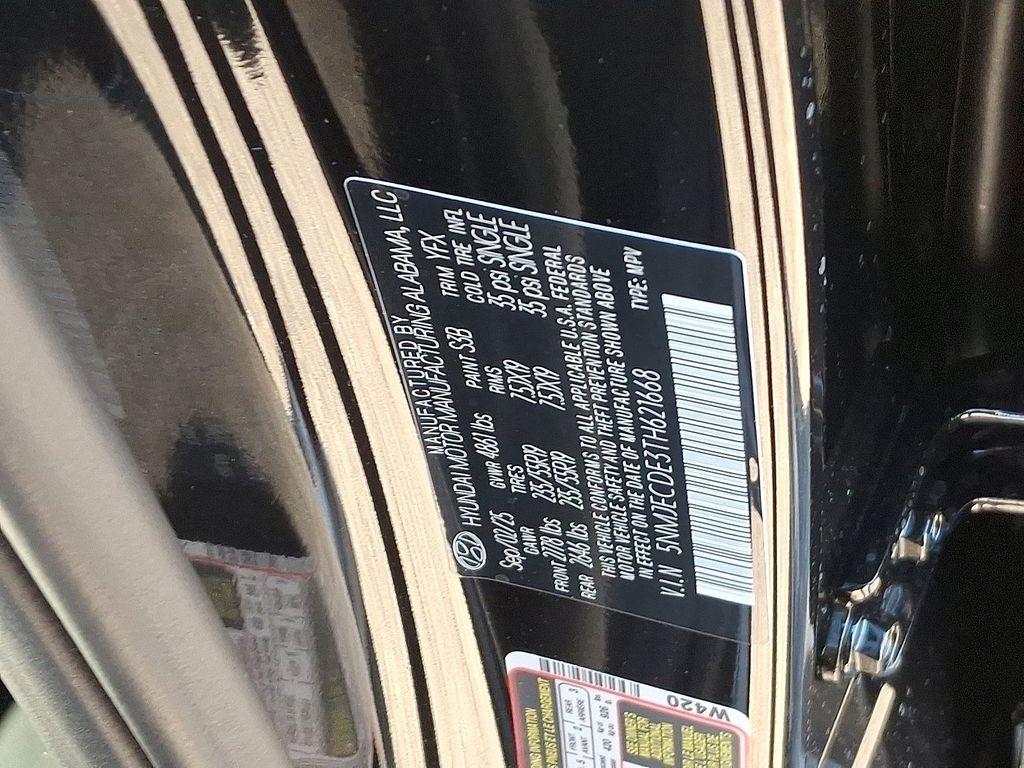 MANUFACTURED BY
HYUNDAI MOTOR MANUFACTURING ALABAMA, LLC
Sep/02/25 GVWR 4861 lbs PAINT S3B TRIM YFX
GAWR TIRES RIMS COLD TIRE INFL
FRONT 2778 lbs 235/55R19 7.5JX19 35 psi SINGLE
REAR 2646 lbs 235/55R19 7.5JX19 35 psi SINGLE
THIS VEHICLE CONFORMS TO ALL APPLICABLE U.S.A. FEDERAL
MOTOR VEHICLE SAFETY AND THEFT PREVENTION STANDARDS
IN EFFECT ON THE DATE OF MANUFACTURE SHOWN ABOVE
V.I.N 5NMJECDE3TH621668 TYPE: MPV
W420